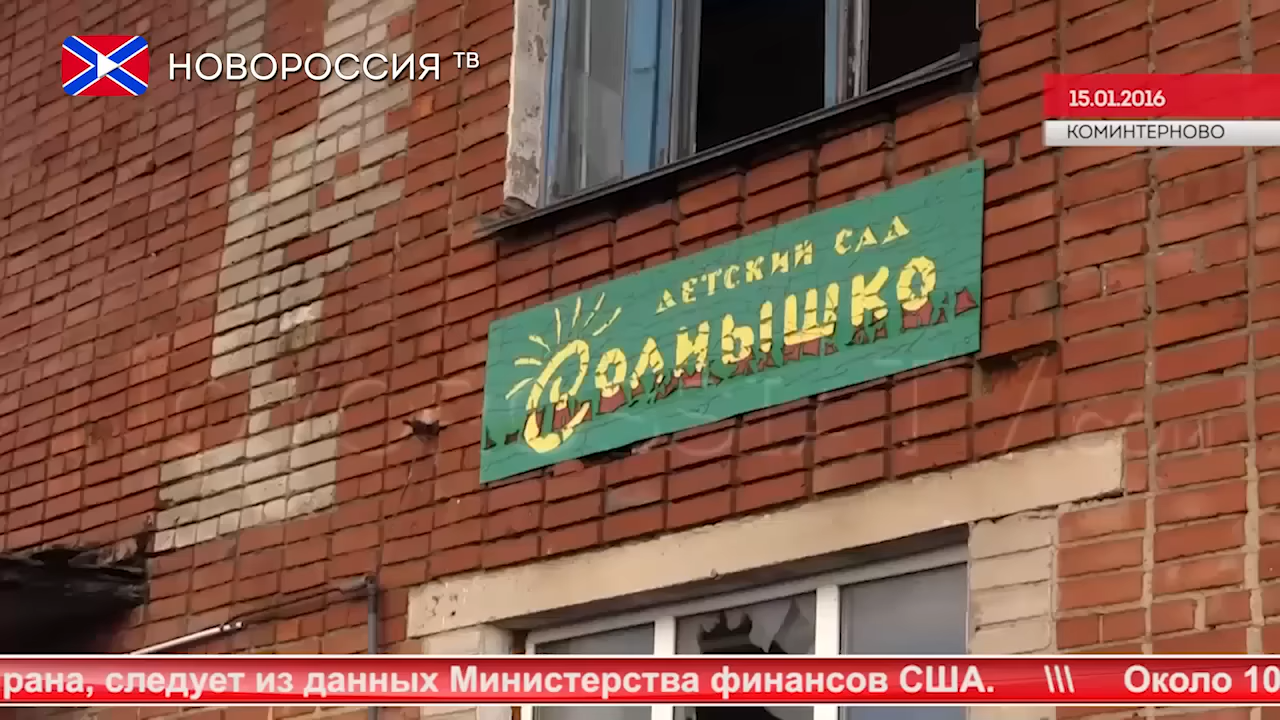 НОВОРОССИЯ ТВ
15.01.2016
КОМИНТЕРНОВО
ДЕТСКИЙ САД
Солнышко
рана, следует из данных Министерства финансов США. \\\ Около 10